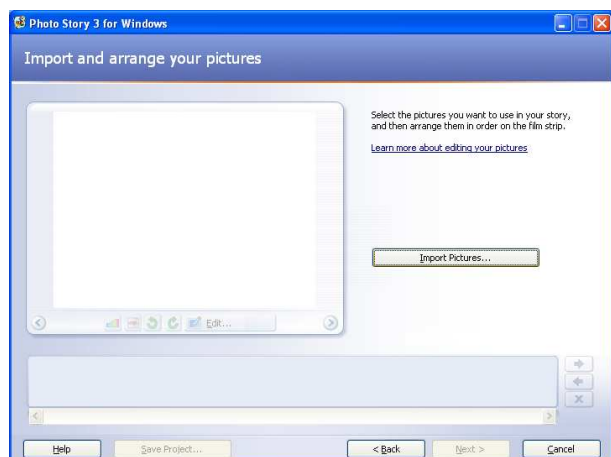 Photo Story 3 for Windows
Import and arrange your pictures
Select the pictures you want to use in your story,
and then arrange them in order on the film strip.
Learn more about editing your pictures
Import Pictures...
Edit...
Help
Save Project...
< Back
Next >
Cancel